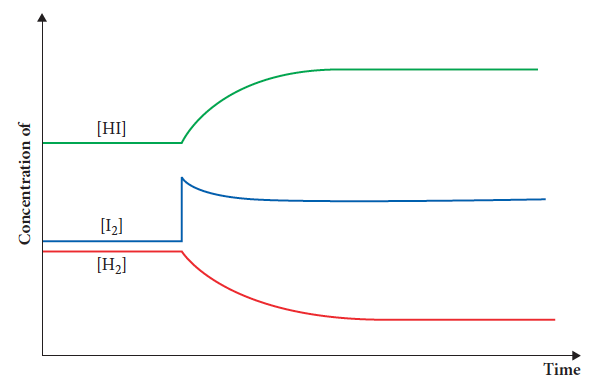 Concentration of
[HI]
[I₂]
[H₂]
Time